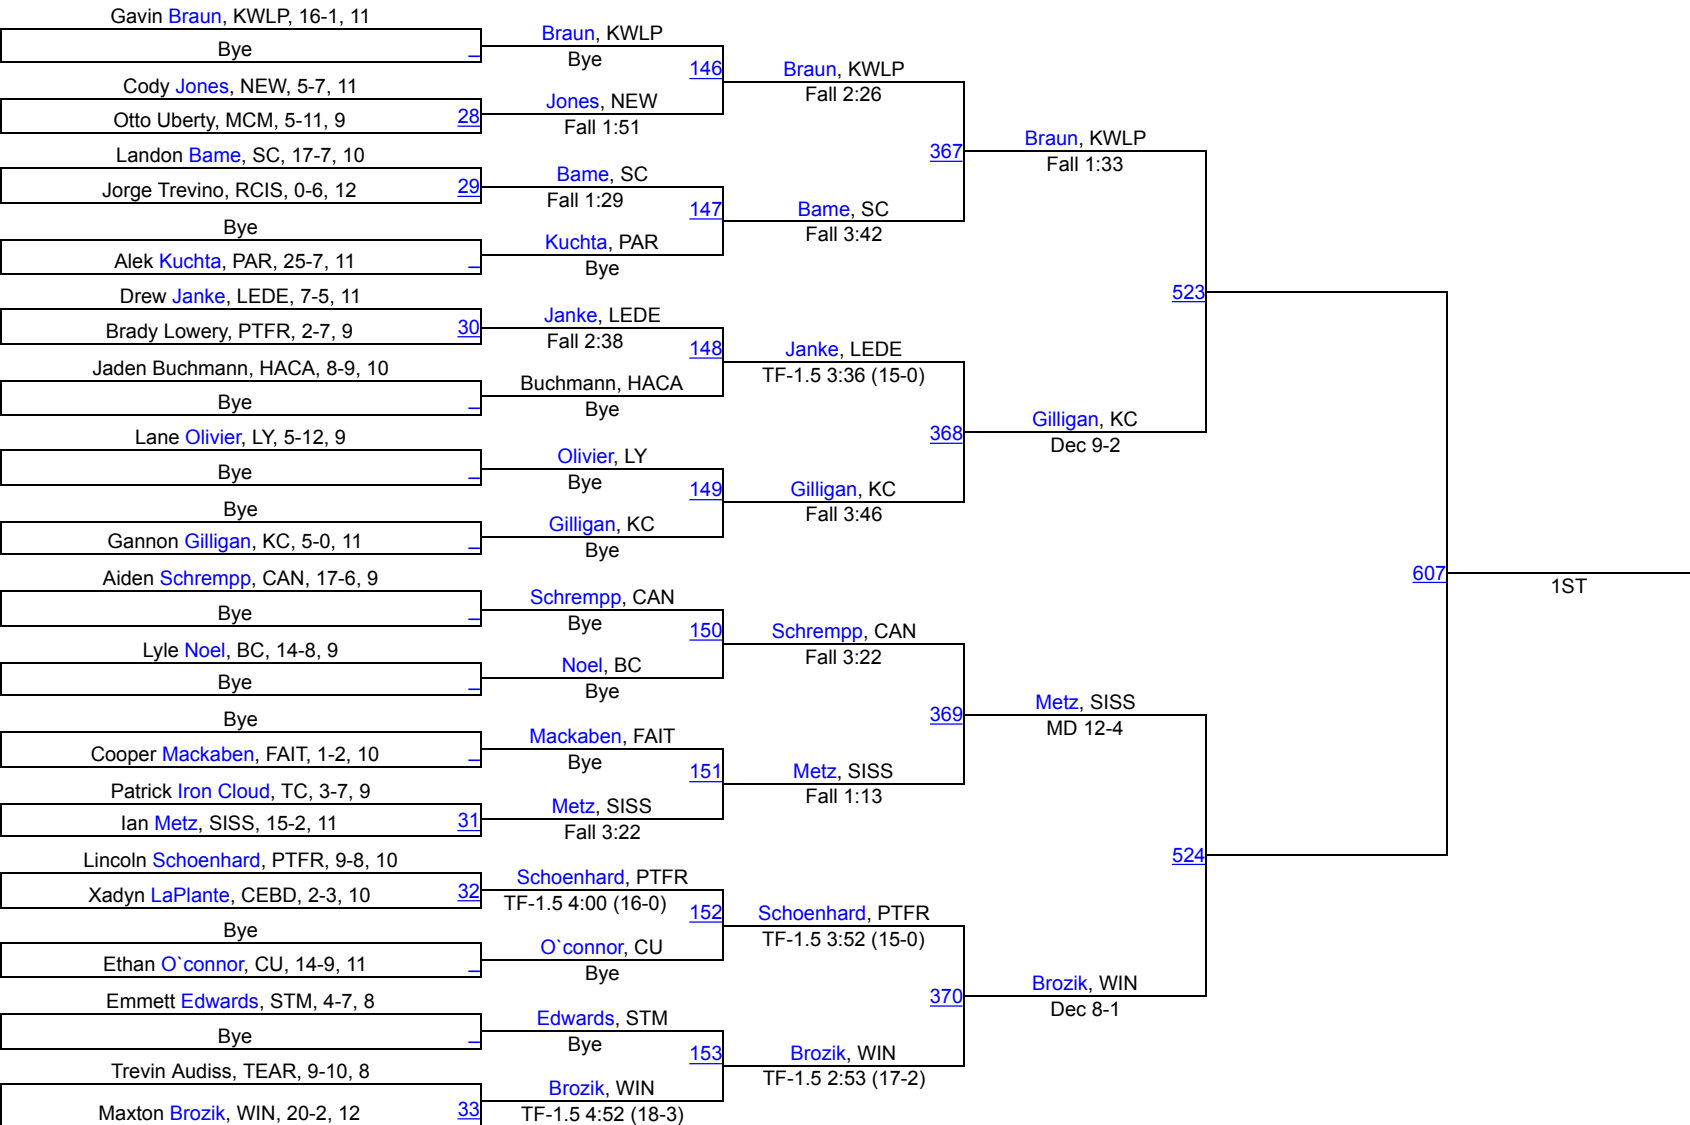 Gavin Braun, KWLP, 16-1, 11
Bye
Cody Jones, NEW, 5-7, 11
Otto Uberty, MCM, 5-11, 9
28
Landon Bame, SC, 17-7, 10
Jorge Trevino, RCIS, 0-6, 12
29
Bye
Alek Kuchta, PAR, 25-7, 11
Drew Janke, LEDE, 7-5, 11
Brady Lowery, PTFR, 2-7, 9
30
Jaden Buchmann, HACA, 8-9, 10
Bye
Lane Olivier, LY, 5-12, 9
Bye
Bye
Gannon Gilligan, KC, 5-0, 11
Aiden Schrempp, CAN, 17-6, 9
Bye
Lyle Noel, BC, 14-8, 9
Bye
Bye
Cooper Mackaben, FAIT, 1-2, 10
Patrick Iron Cloud, TC, 3-7, 9
Ian Metz, SISS, 15-2, 11
31
Lincoln Schoenhard, PTFR, 9-8, 10
Xadyn LaPlante, CEBD, 2-3, 10
32
Bye
Ethan O`connor, CU, 14-9, 11
Emmett Edwards, STM, 4-7, 8
Bye
Trevin Audiss, TEAR, 9-10, 8
Maxton Brozik, WIN, 20-2, 12
33
Braun, KWLP
Bye
146
Jones, NEW
Fall 1:51
Bame, SC
Fall 1:29
147
Kuchta, PAR
Bye
Janke, LEDE
Fall 2:38
148
Buchmann, HACA
Bye
Olivier, LY
Bye
149
Gilligan, KC
Bye
Schrempp, CAN
Bye
150
Noel, BC
Bye
Mackaben, FAIT
Bye
151
Metz, SISS
Fall 3:22
Schoenhard, PTFR
TF-1.5 4:00 (16-0)
152
O`connor, CU
Bye
Edwards, STM
Bye
153
Brozik, WIN
TF-1.5 4:52 (18-3)
Braun, KWLP
Fall 2:26
367
Bame, SC
Fall 3:42
Janke, LEDE
TF-1.5 3:36 (15-0)
368
Gilligan, KC
Fall 3:46
Schrempp, CAN
Fall 3:22
369
Metz, SISS
Fall 1:13
Schoenhard, PTFR
TF-1.5 3:52 (15-0)
370
Brozik, WIN
TF-1.5 2:53 (17-2)
Braun, KWLP
Fall 1:33
523
Gilligan, KC
Dec 9-2
Metz, SISS
MD 12-4
524
Brozik, WIN
Dec 8-1
607
1ST